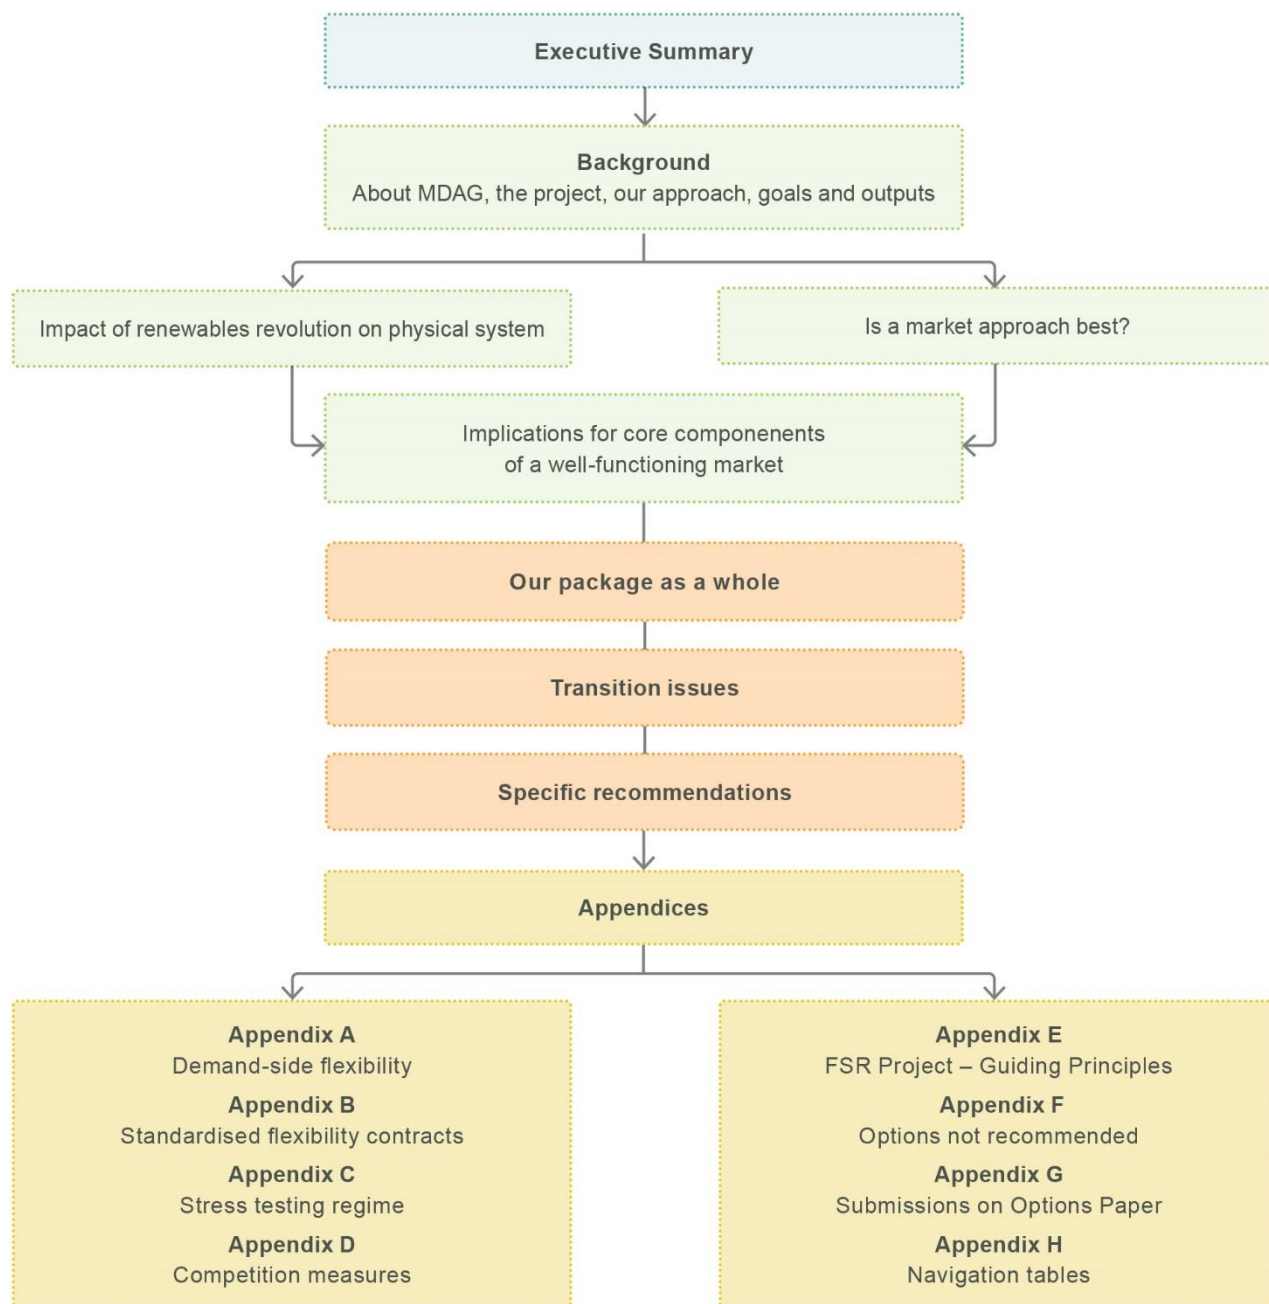 Executive Summary
Background
About MDAG, the project, our approach, goals and outputs
Impact of renewables revolution on physical system
Is a market approach best?
Implications for core componenents
of a well-functioning market
Our package as a whole
Transition issues
Specific recommendations
Appendices
Appendix A
Demand-side flexibility
Appendix B
Standardised flexibility contracts
Appendix C
Stress testing regime
Appendix D
Competition measures
Appendix E
FSR Project – Guiding Principles
Appendix F
Options not recommended
Appendix G
Submissions on Options Paper
Appendix H
Navigation tables